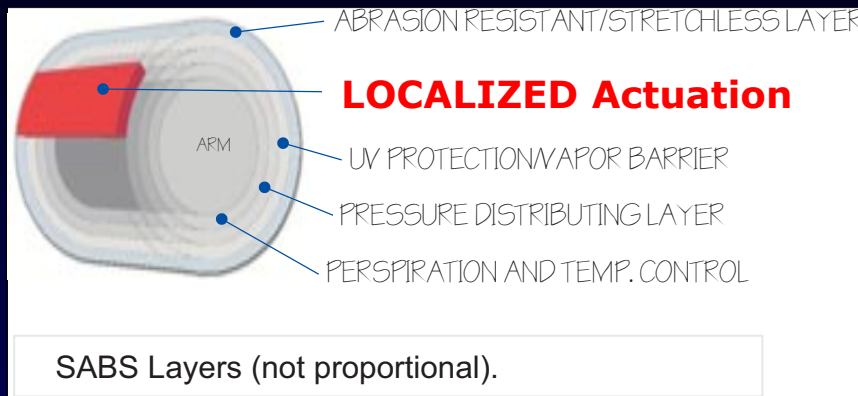 ABRASION RESISTANT/STRETCHLESS LAYER
LOCALIZED Actuation
ARM
UV PROTECTION/VAPOR BARRIER
PRESSURE DISTRIBUTING LAYER
PERSPIRATION AND TEMP. CONTROL
SABS Layers (not proportional).